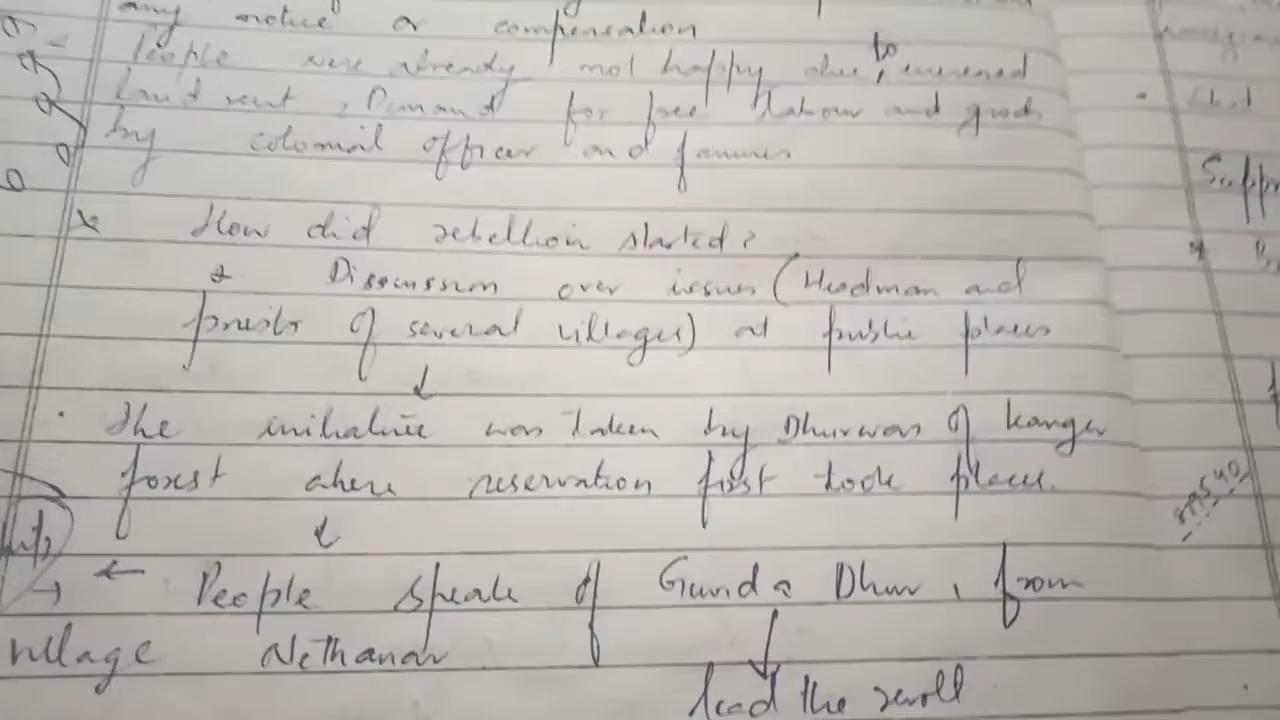 any notice or compensation
- People were already not happy due to, increased
land rent, Demand for free labour and goods
by colonial officer and famines
* How did rebellion started?
* Discussion over issues (Headman and
priests of several villages) at public places
↓
. The initiative was taken by Dhurwas of kanger
forest where reservation first took place.
↓
← People speak of Gunda Dhur, from
village Nethanar
↓
lead the revolt
Supp